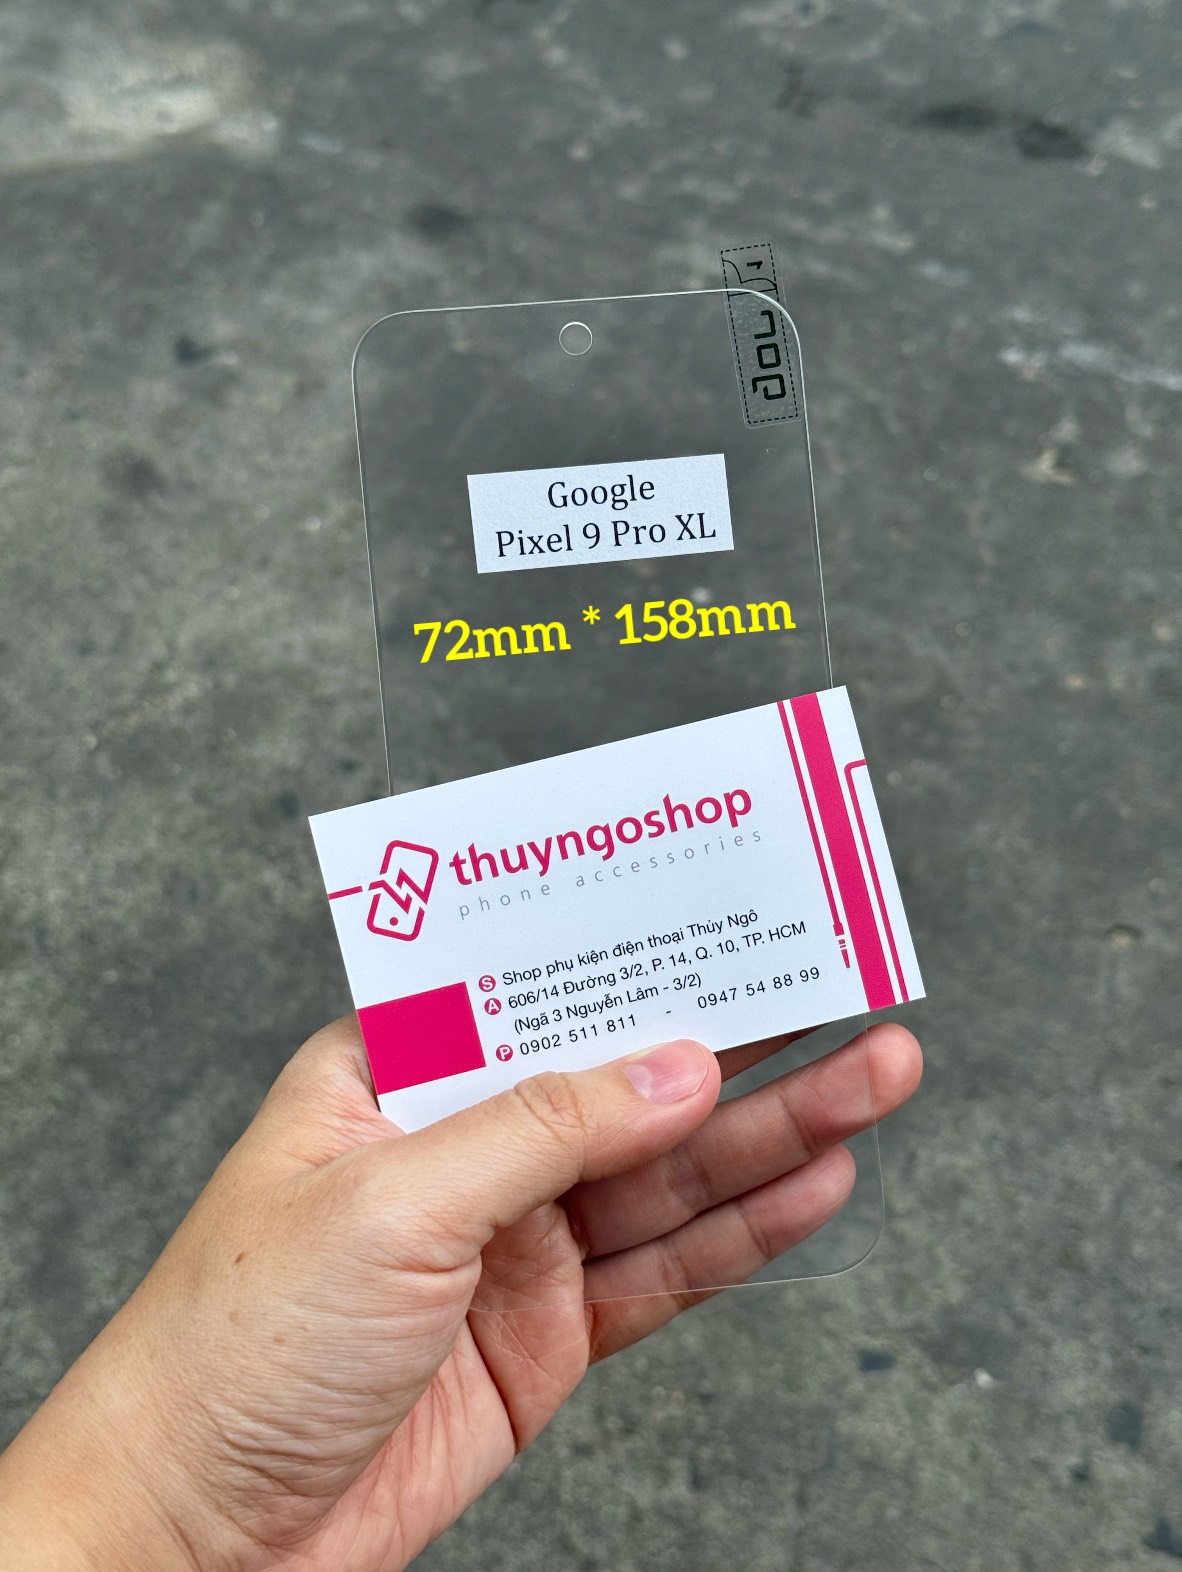 Google
Pixel 9 Pro XL
72mm * 158mm
thuyngoshop
phone accessories
S Shop phụ kiện điện thoại Thủy Ngô
A 606/14 Đường 3/2, P. 14, Q. 10, TP. HCM
(Ngã 3 Nguyễn Lâm - 3/2)
P 0902 511 811 - 0947 54 88 99